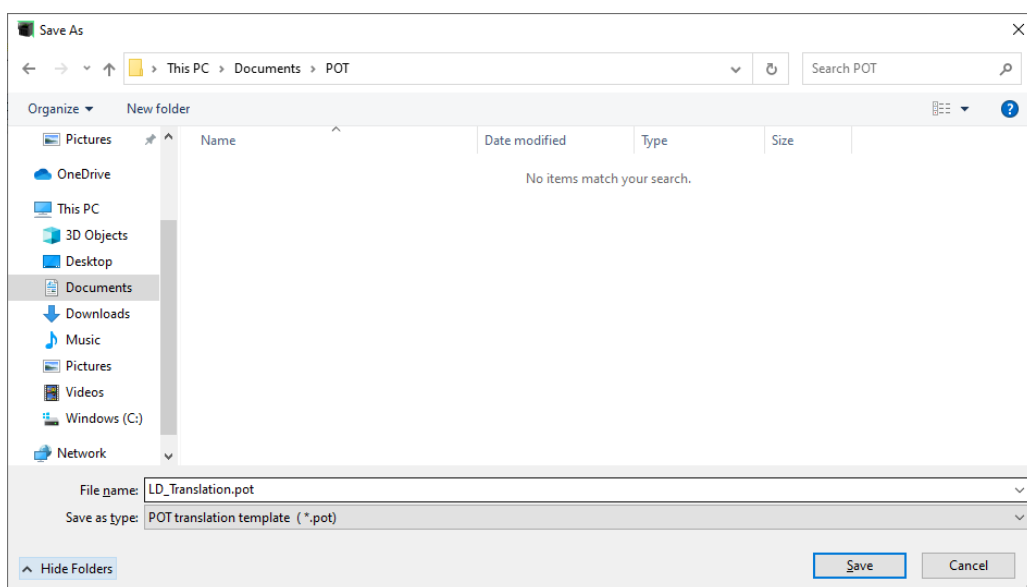 Save As
This PC > Documents > POT
Search POT
Organize
New folder
Pictures
Name
Date modified
Type
Size
OneDrive
No items match your search.
This PC
3D Objects
Desktop
Documents
Downloads
Music
Pictures
Videos
Windows (C:)
Network
File name: LD_Translation.pot
Save as type: POT translation template ( *.pot)
Hide Folders
Save
Cancel